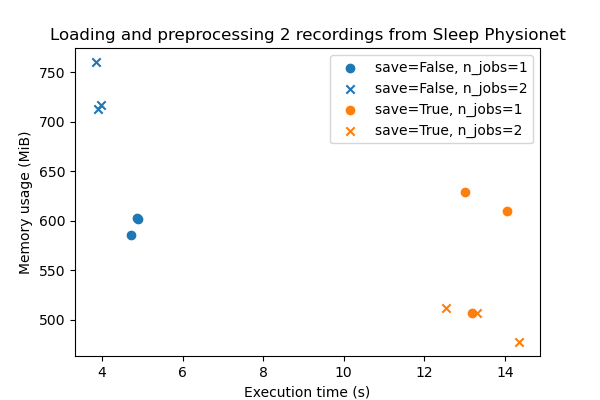 Loading and preprocessing 2 recordings from Sleep Physionet
save=False, n_jobs=1
save=False, n_jobs=2
save=True, n_jobs=1
save=True, n_jobs=2
Memory usage (MiB)
750
700
650
600
550
500
4 6 8 10 12 14
Execution time (s)